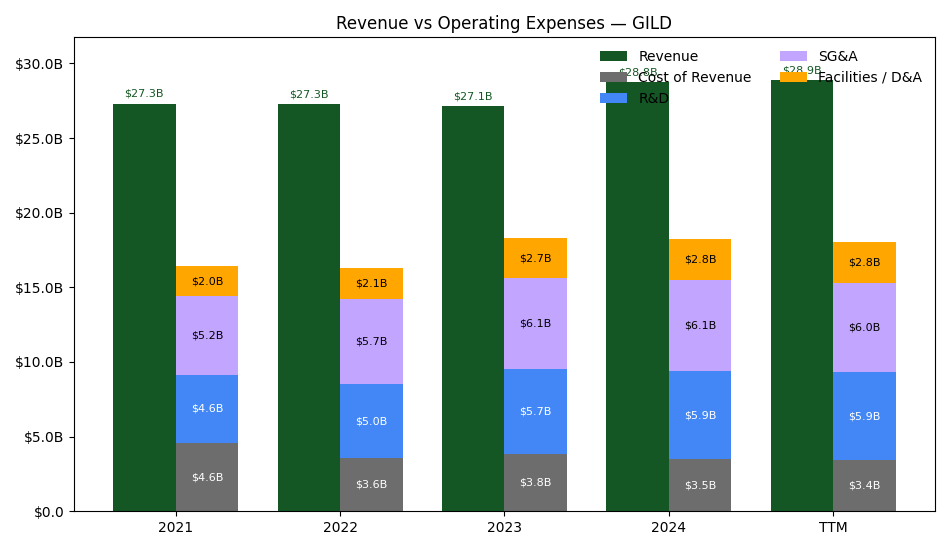 Revenue vs Operating Expenses — GILD
Revenue
Cost of Revenue
R&D
SG&A
Facilities / D&A
$30.0B
$25.0B
$20.0B
$15.0B
$10.0B
$5.0B
$0.0
$27.3B
$27.3B
$27.1B
$28.8B
$28.9B
$2.0B
$5.2B
$4.6B
$4.6B
$2.1B
$5.7B
$5.0B
$3.6B
$2.7B
$6.1B
$5.7B
$3.8B
$2.8B
$6.1B
$5.9B
$3.5B
$2.8B
$6.0B
$5.9B
$3.4B
2021
2022
2023
2024
TTM